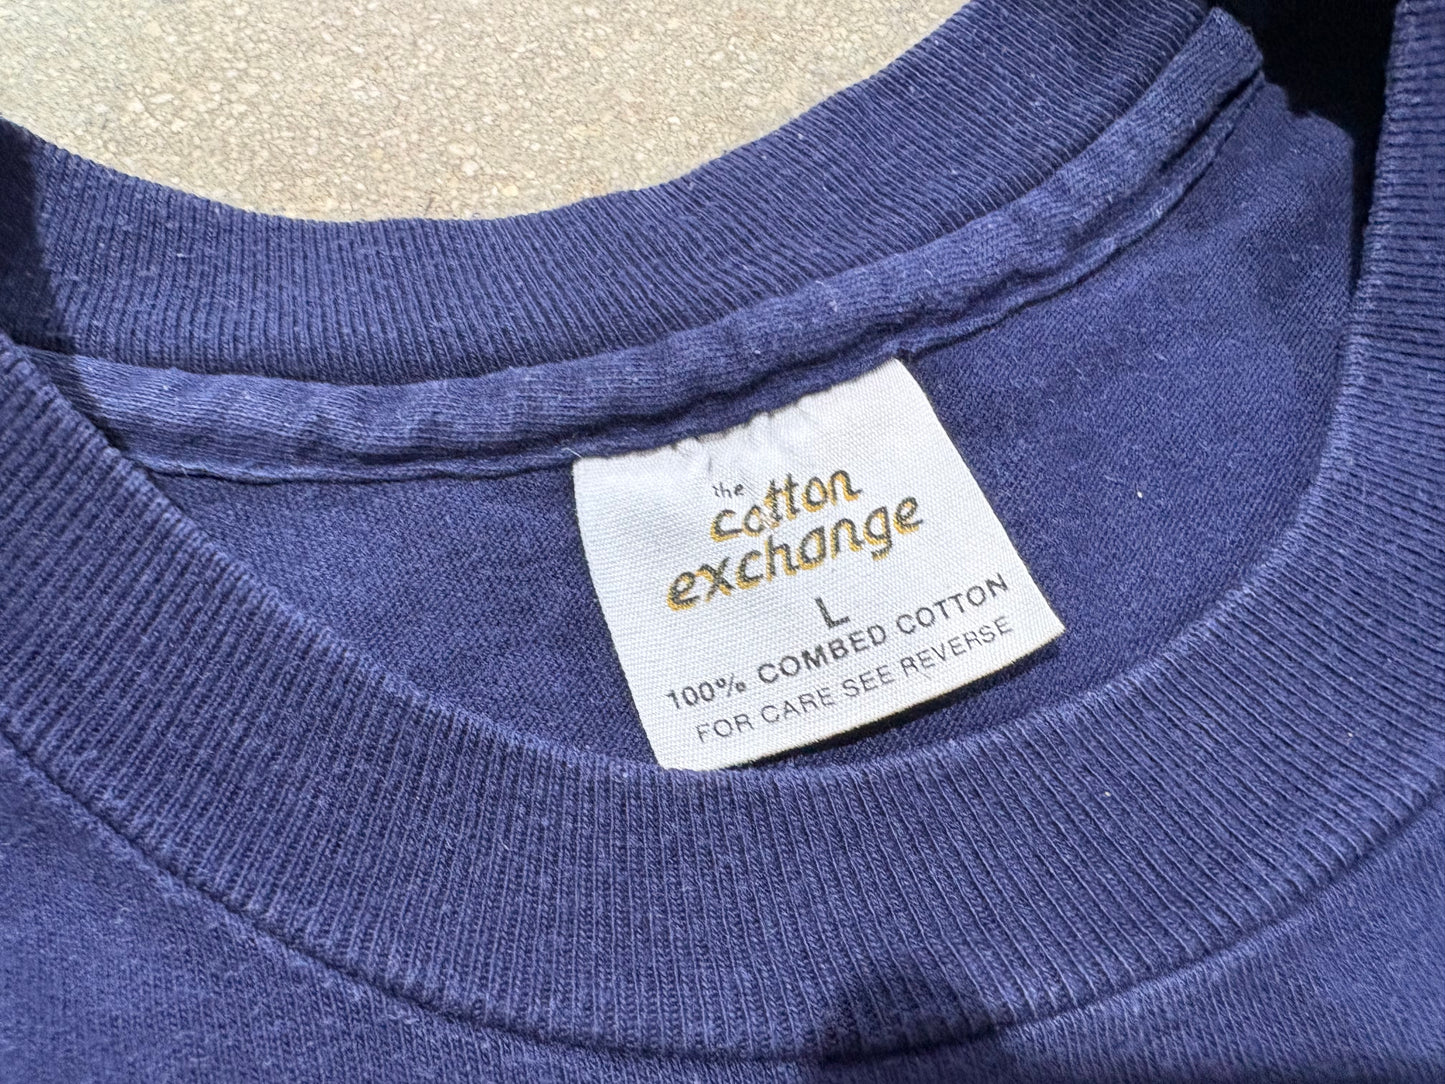 the
cotton
exchange
L
100% COMBED COTTON
FOR CARE SEE REVERSE